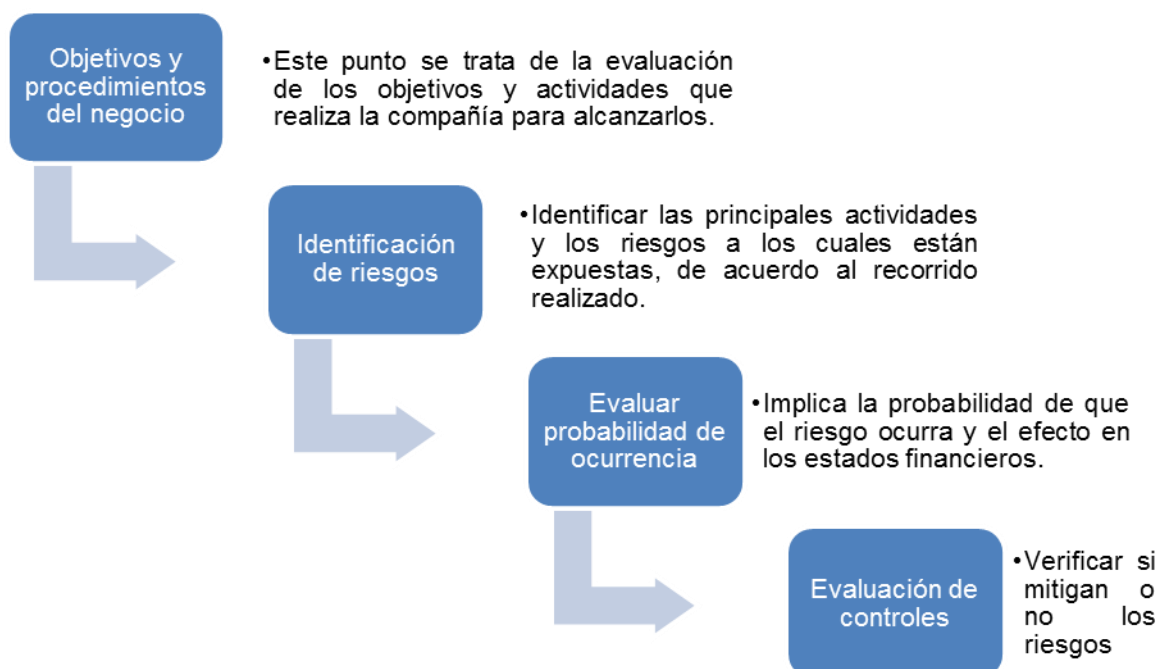 Objetivos y
procedimientos
del negocio
•Este punto se trata de la evaluación
de los objetivos y actividades que
realiza la compañía para alcanzarlos.
Identificación
de riesgos
•Identificar las principales actividades
y los riesgos a los cuales están
expuestas, de acuerdo al recorrido
realizado.
Evaluar
probabilidad de
ocurrencia
•Implica la probabilidad de que
el riesgo ocurra y el efecto en
los estados financieros.
Evaluación de
controles
•Verificar si
mitigan o
no los
riesgos